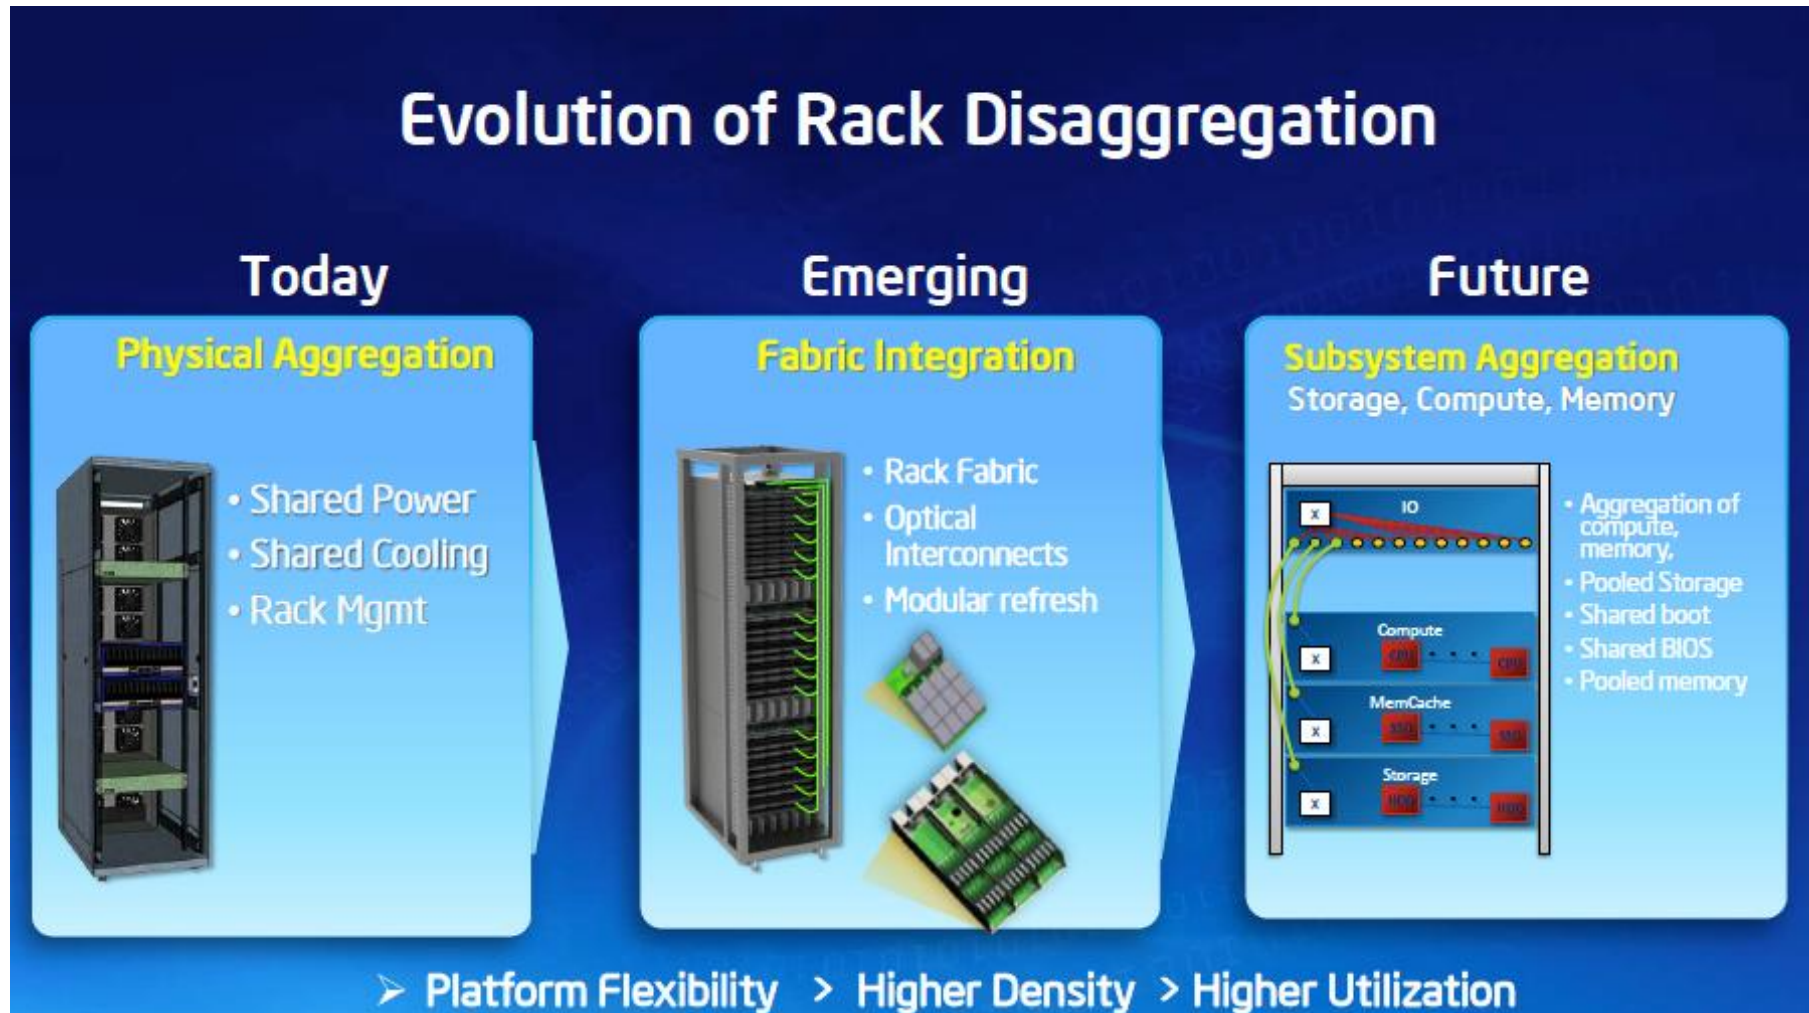 Evolution of Rack Disaggregation
Today
Physical Aggregation
• Shared Power
• Shared Cooling
• Rack Mgmt
Emerging
Fabric Integration
• Rack Fabric
• Optical
Interconnects
• Modular refresh
Future
Subsystem Aggregation
Storage, Compute, Memory
X
IO
Compute
X
CPU
CPU
MemCache
X
SSD
SSD
Storage
X
HDD
HDD
• Aggregation of
compute,
memory,
• Pooled Storage
• Shared boot
• Shared BIOS
• Pooled memory
➢ Platform Flexibility > Higher Density > Higher Utilization